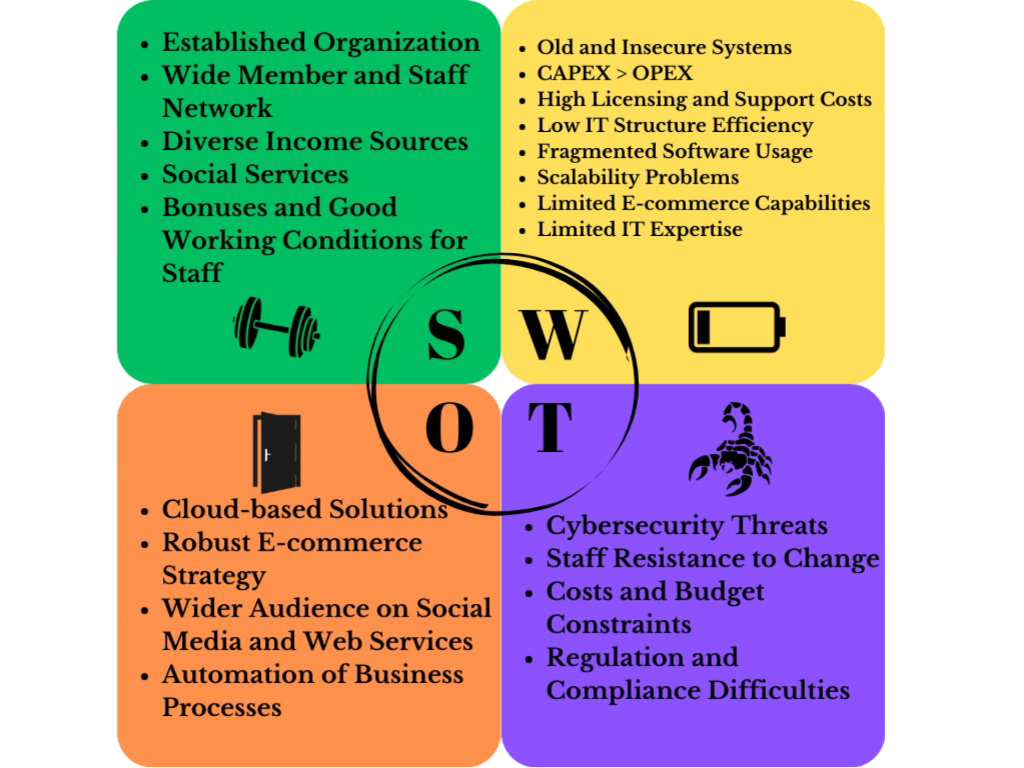 • Established Organization
• Wide Member and Staff
Network
• Diverse Income Sources
• Social Services
• Bonuses and Good
Working Conditions for
Staff
• Old and Insecure Systems
• CAPEX > OPEX
• High Licensing and Support Costs
• Low IT Structure Efficiency
• Fragmented Software Usage
• Scalability Problems
• Limited E-commerce Capabilities
• Limited IT Expertise
S W
O T
• Cloud-based Solutions
• Robust E-commerce
Strategy
• Wider Audience on Social
Media and Web Services
• Automation of Business
Processes
• Cybersecurity Threats
• Staff Resistance to Change
• Costs and Budget
Constraints
• Regulation and
Compliance Difficulties